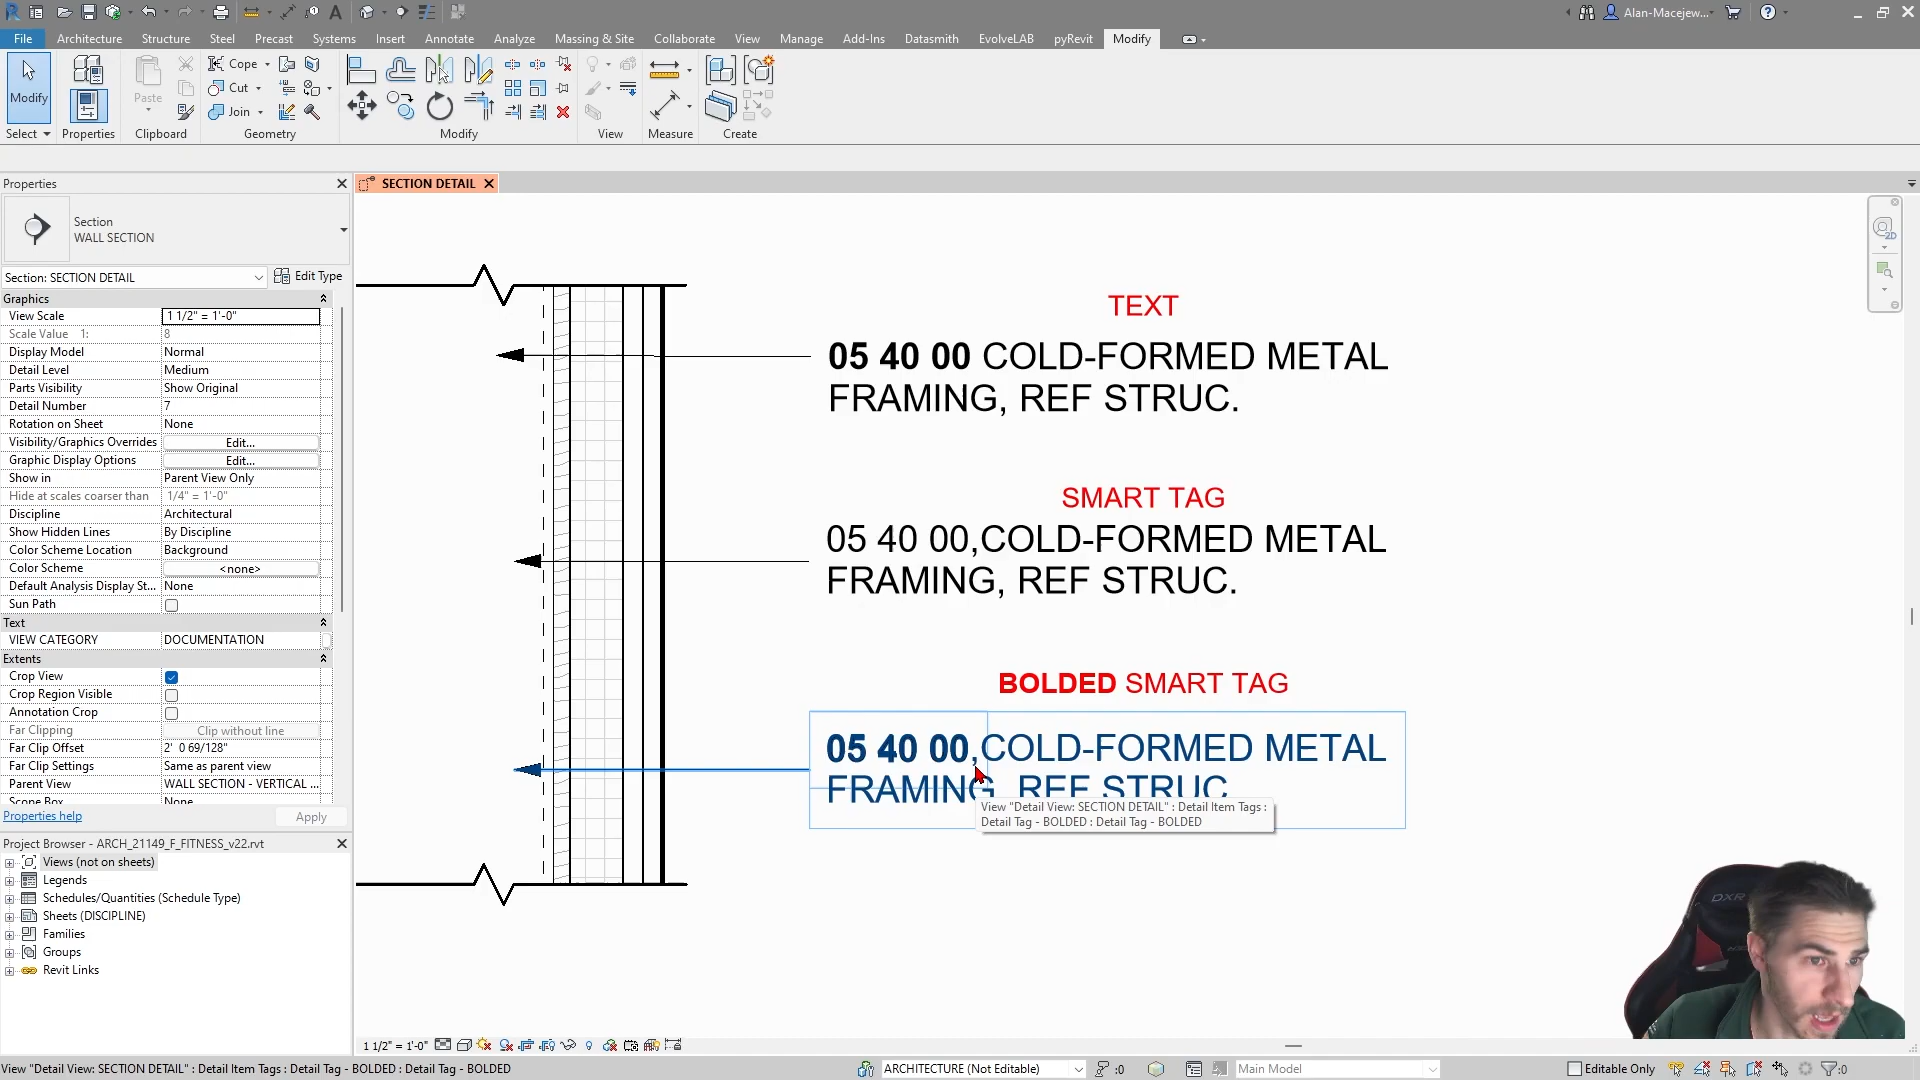 Alan-Macejew...
File
Architecture
Structure
Steel
Precast
Systems
Insert
Annotate
Analyze
Massing & Site
Collaborate
View
Manage
Add-Ins
Datasmith
EvolveLAB
pyRevit
Modify
Modify
Paste
Cope
Cut
Join
Select
Properties
Clipboard
Geometry
Modify
View
Measure
Create
Properties
SECTION DETAIL
Section
WALL SECTION
Section: SECTION DETAIL
Edit Type
Graphics
View Scale 1 1/2" = 1'-0"
Scale Value 1: 8
Display Model Normal
Detail Level Medium
Parts Visibility Show Original
Detail Number 7
Rotation on Sheet None
Visibility/Graphics Overrides Edit...
Graphic Display Options Edit...
Show in Parent View Only
Hide at scales coarser than 1/4" = 1'-0"
Discipline Architectural
Show Hidden Lines By Discipline
Color Scheme Location Background
Color Scheme <none>
Default Analysis Display St... None
Sun Path
Text
VIEW CATEGORY DOCUMENTATION
Extents
Crop View
Crop Region Visible
Annotation Crop
Far Clipping Clip without line
Far Clip Offset 2' 0 69/128"
Far Clip Settings Same as parent view
Parent View WALL SECTION - VERTICAL ...
Scope Box None
Properties help
Apply
Project Browser - ARCH_21149_F_FITNESS_v22.rvt
Views (not on sheets)
Legends
Schedules/Quantities (Schedule Type)
Sheets (DISCIPLINE)
Families
Groups
Revit Links
TEXT
05 40 00 COLD-FORMED METAL
FRAMING, REF STRUC.
SMART TAG
05 40 00,COLD-FORMED METAL
FRAMING, REF STRUC.
BOLDED SMART TAG
05 40 00,COLD-FORMED METAL
FRAMING, REF STRUC.
View "Detail View: SECTION DETAIL" : Detail Item Tags :
Detail Tag - BOLDED : Detail Tag - BOLDED
2D
DXR
1 1/2" = 1'-0"
View "Detail View: SECTION DETAIL" : Detail Item Tags : Detail Tag - BOLDED : Detail Tag - BOLDED
ARCHITECTURE (Not Editable)
:0
Main Model
Editable Only
:0